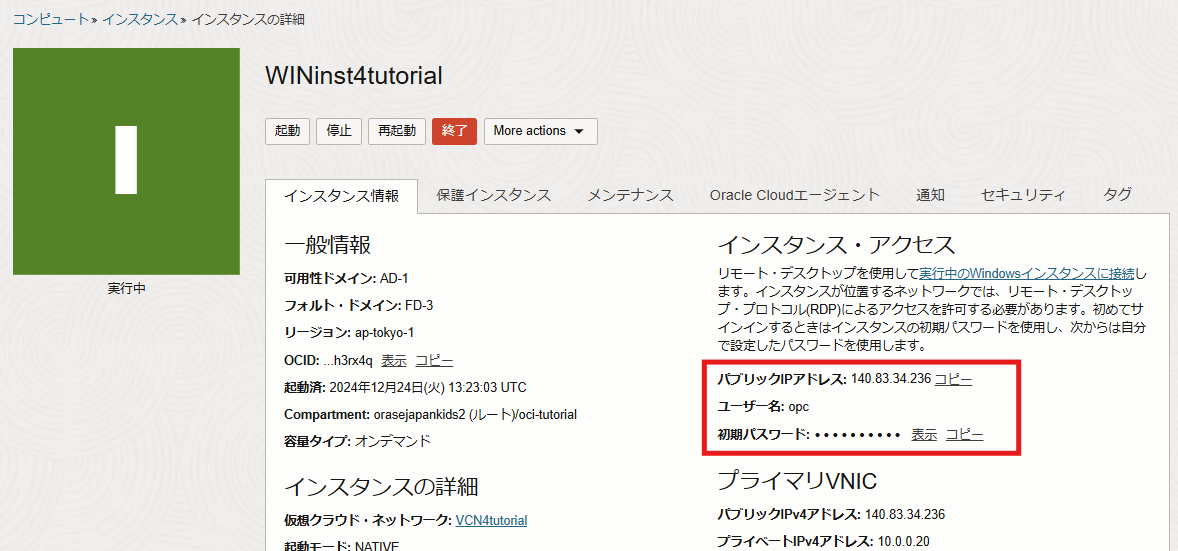 コンピュート » インスタンス » インスタンスの詳細
WINinst4tutorial
起動 停止 再起動 終了 More actions
実行中
インスタンス情報 保護インスタンス メンテナンス Oracle Cloudエージェント 通知 セキュリティ タグ
一般情報
可用性ドメイン: AD-1
フォルト・ドメイン: FD-3
リージョン: ap-tokyo-1
OCID: ...h3rx4q 表示 コピー
起動済: 2024年12月24日(火) 13:23:03 UTC
Compartment: orasejapankids2 (ルート)/oci-tutorial
容量タイプ: オンデマンド
インスタンスの詳細
仮想クラウド・ネットワーク: VCN4tutorial
起動モード: NATIVE
インスタンス・アクセス
リモート・デスクトップを使用して実行中のWindowsインスタンスに接続し
ます。インスタンスが位置するネットワークでは、リモート・デスクトッ
プ・プロトコル(RDP)によるアクセスを許可する必要があります。初めてサ
インインするときはインスタンスの初期パスワードを使用し、次からは自分
で設定したパスワードを使用します。
パブリックIPアドレス: 140.83.34.236 コピー
ユーザー名: opc
初期パスワード: •••••••••• 表示 コピー
プライマリVNIC
パブリックIPv4アドレス: 140.83.34.236
プライベートIPv4アドレス: 10.0.0.20